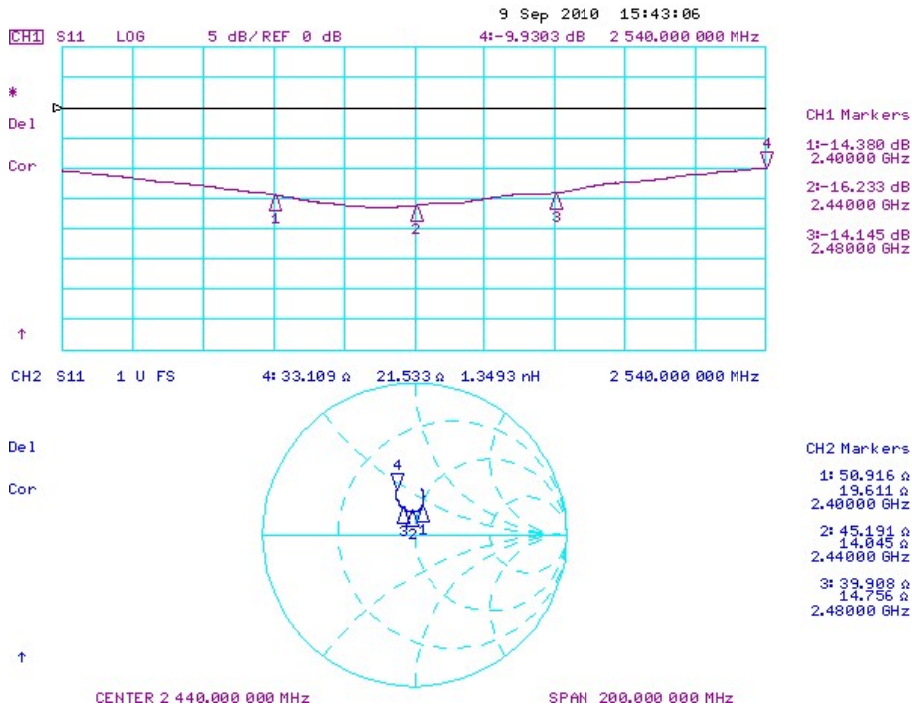 9 Sep 2010 15:43:06
CH1 S11 LOG 5 dB/REF 0 dB 4:-9.9303 dB 2 540.000 000 MHz
*
Del
Cor
CH1 Markers
1:-14.380 dB
2.40000 GHz
2:-16.233 dB
2.44000 GHz
3:-14.145 dB
2.48000 GHz
4
1
2
3
↑
CH2 S11 1 U FS 4: 33.109 Ω 21.533 Ω 1.3493 nH 2 540.000 000 MHz
Del
Cor
CH2 Markers
1: 50.916 Ω
19.611 Ω
2.40000 GHz
2: 45.191 Ω
14.045 Ω
2.44000 GHz
3: 39.908 Ω
14.756 Ω
2.48000 GHz
4
3 2 1
↑
CENTER 2 440.000 000 MHz SPAN 200.000 000 MHz